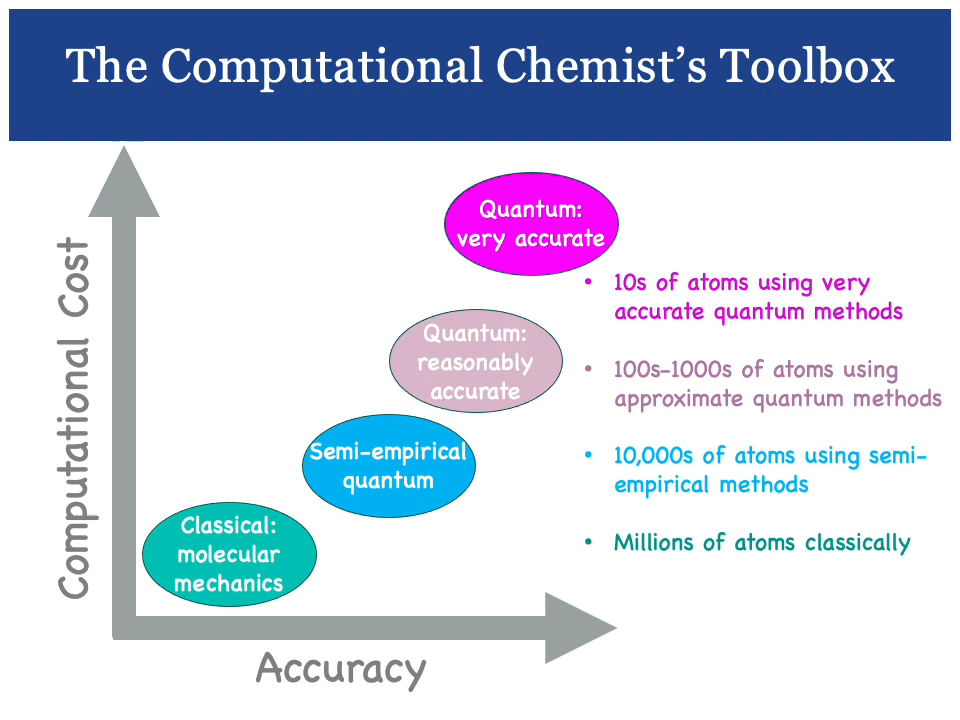 The Computational Chemist’s Toolbox
Computational Cost
Quantum:
very accurate
Quantum:
reasonably
accurate
Semi-empirical
quantum
Classical:
molecular
mechanics
• 10s of atoms using very
accurate quantum methods
• 100s-1000s of atoms using
approximate quantum methods
• 10,000s of atoms using semi-
empirical methods
• Millions of atoms classically
Accuracy